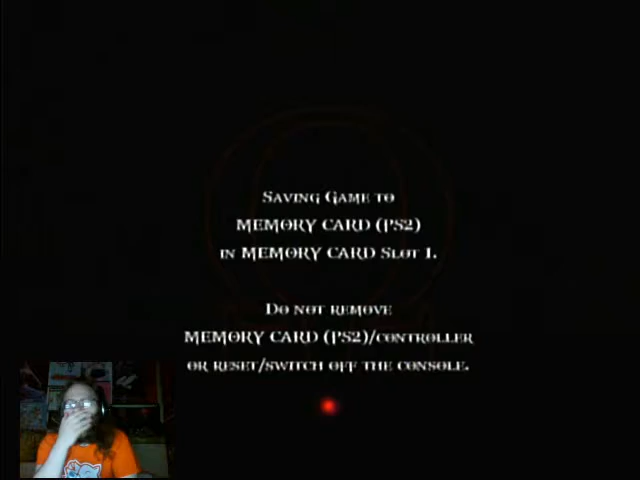 Saving Game to
MEMORY CARD (PS2)
in MEMORY CARD Slot 1.
Do not remove
MEMORY CARD (PS2)/controller
or reset/switch off the console.